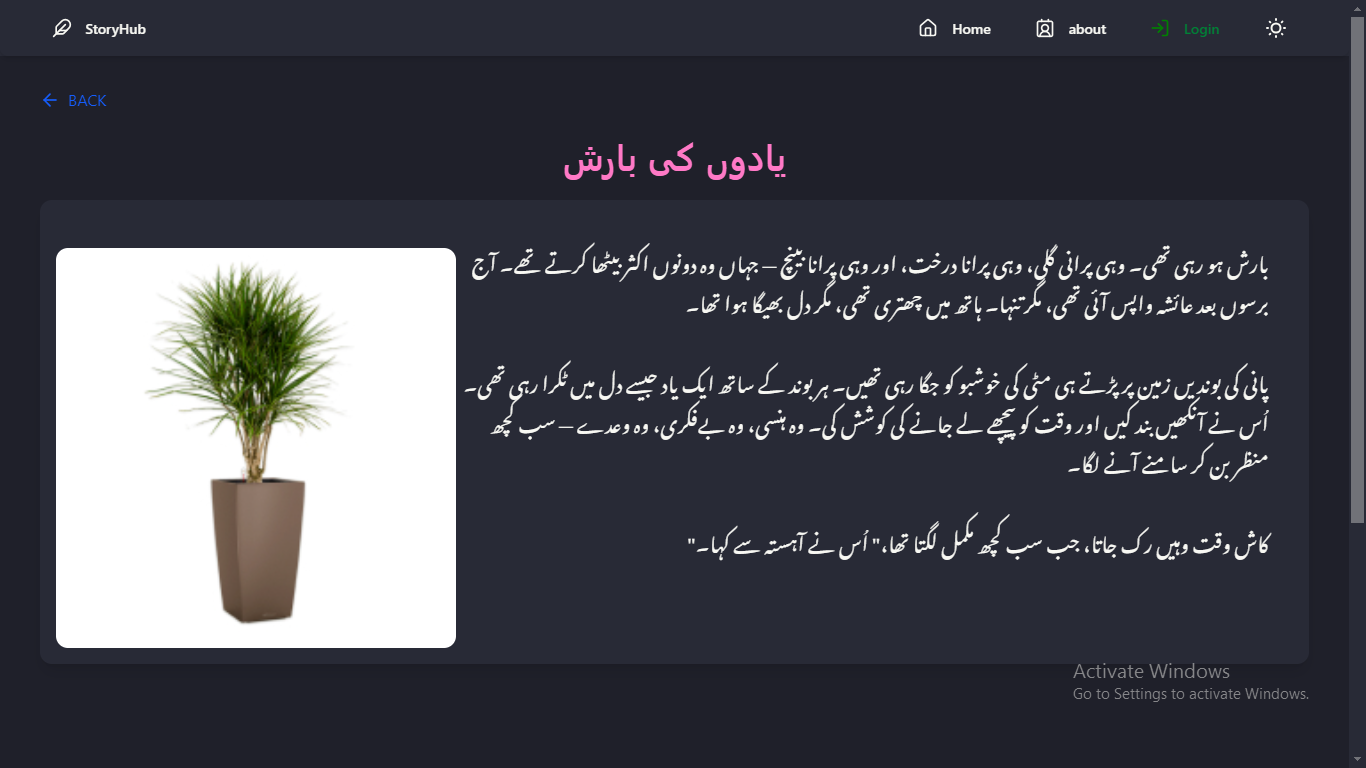 StoryHub
Home
about
Login
BACK
یادوں کی بارش
بارش ہو رہی تھی۔ وہی پرانی گلی، وہی پرانا درخت، اور وہی پرانا بینچ — جہاں وہ دونوں اکثر بیٹھا کرتے تھے۔ آج
برسوں بعد عائشہ واپس آئی تھی، مگر تنہا۔ ہاتھ میں چھتری تھی، مگر دل بھیگا ہوا تھا۔
پانی کی بوندیں زمین پر پڑتے ہی مٹی کی خوشبو کو جگا رہی تھیں۔ ہر بوند کے ساتھ ایک یاد جیسے دل میں ٹکرا رہی تھی۔
اُس نے آنکھیں بند کیں اور وقت کو پیچھے لے جانے کی کوشش کی۔ وہ ہنسی، وہ بےفکری، وہ وعدے — سب کچھ
منظر بن کر سامنے آنے لگا۔
کاش وقت وہیں رک جاتا، جب سب کچھ مکمل لگتا تھا،" اُس نے آہستہ سے کہا۔"
Activate Windows
Go to Settings to activate Windows.